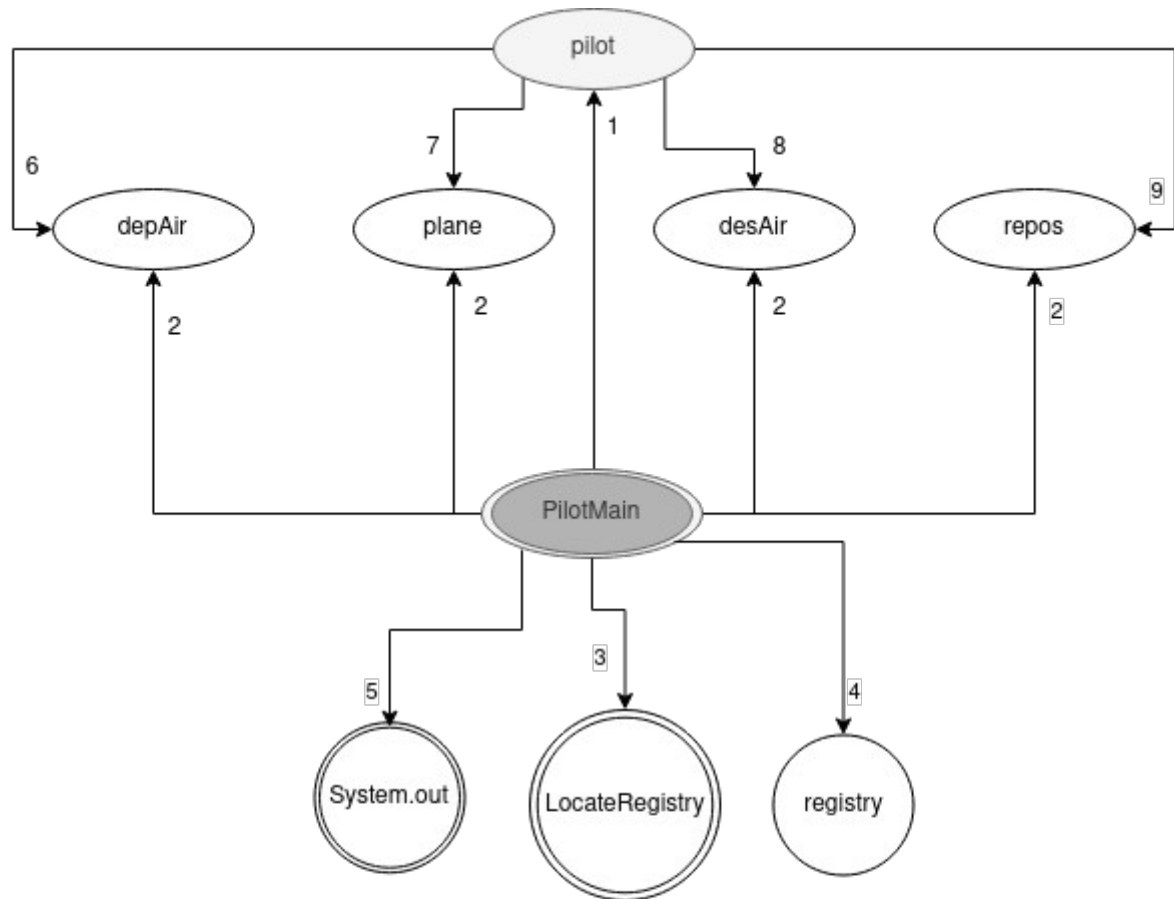 pilot
1
7
8
6
9
depAir
plane
desAir
repos
2
2
2
2
PilotMain
3
5
4
System.out
LocateRegistry
registry